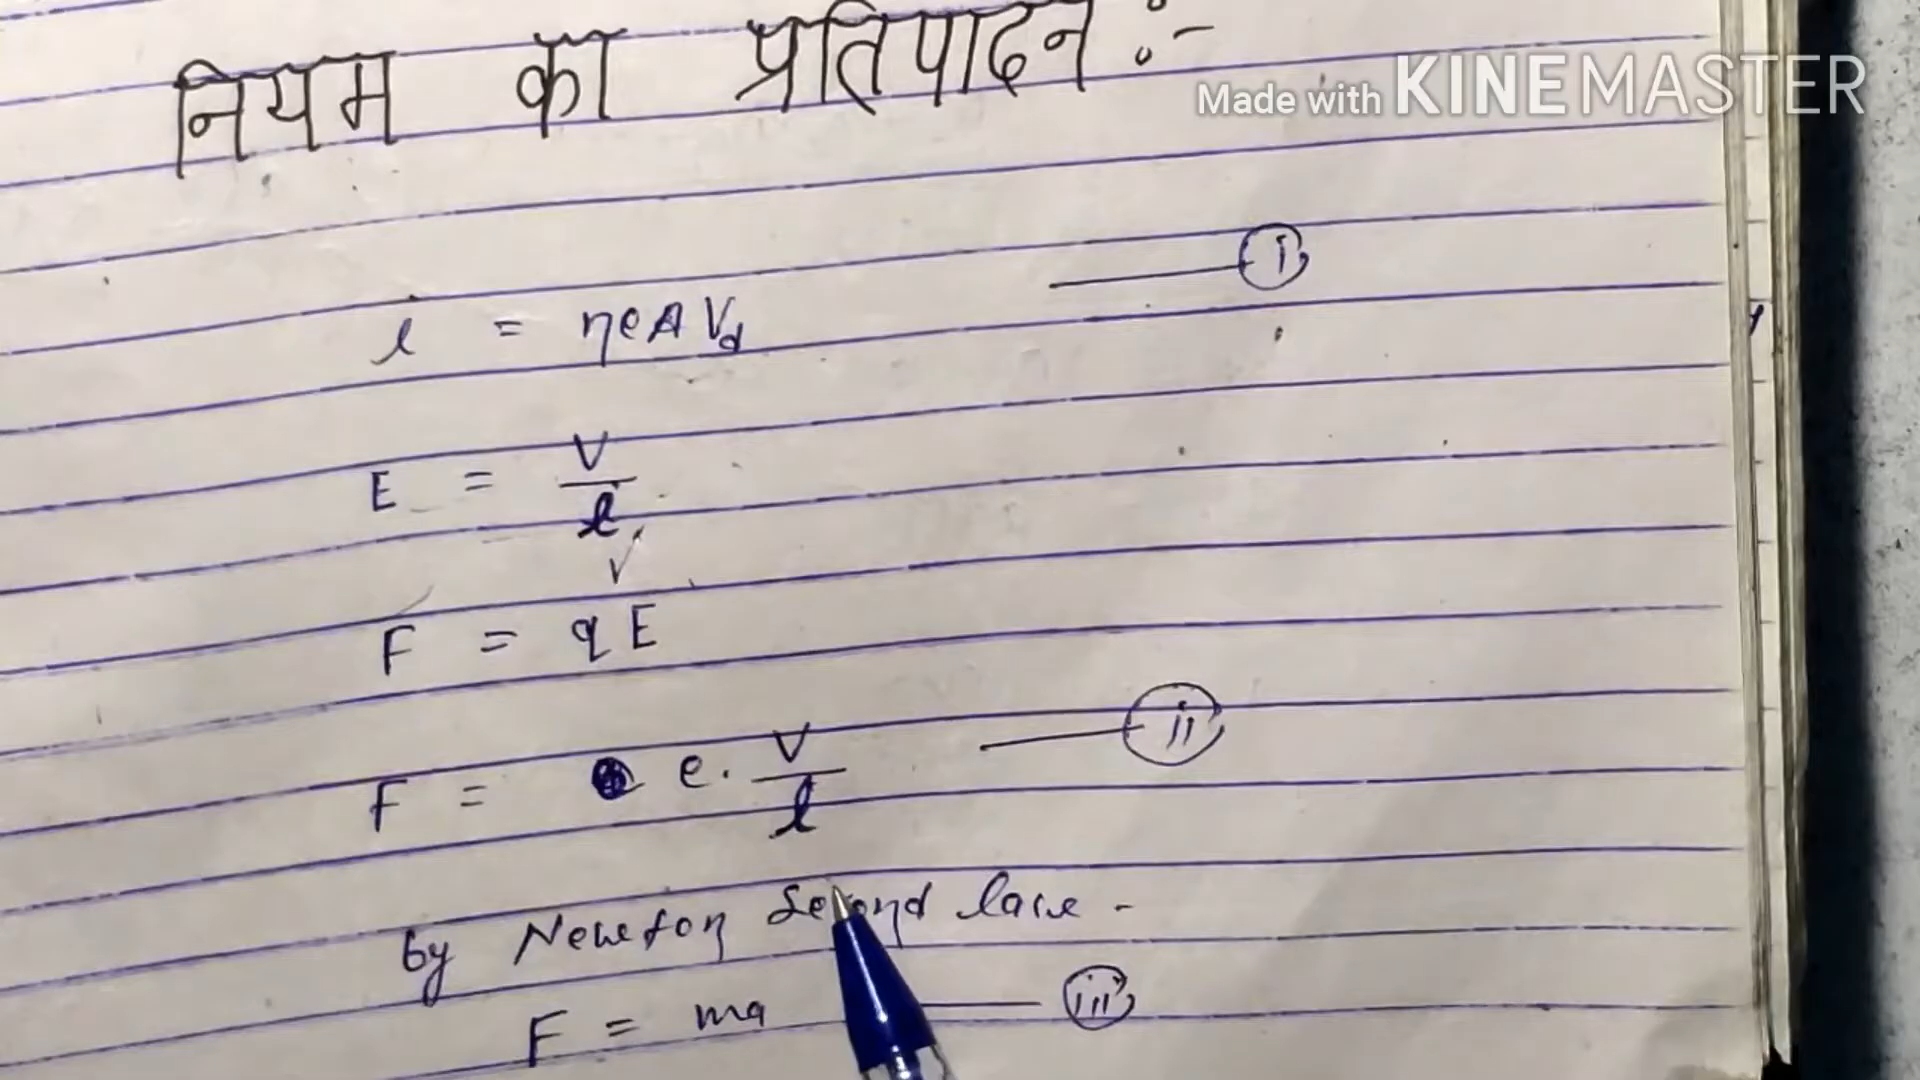 नियम का प्रतिपादन :-
Made with KINEMASTER
i = neAVd ——— (i)
E = V/l
F = qE
F = e. V/l ——— (ii)
by Newton Second law -
F = ma ——— (iii)